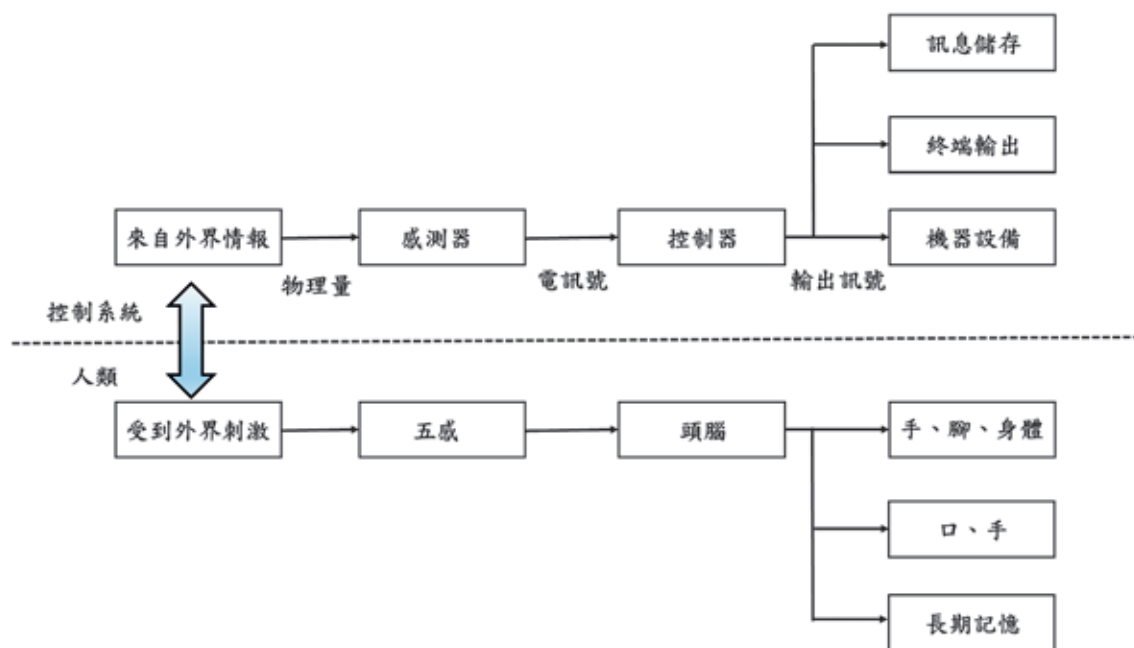 訊息儲存
終端輸出
來自外界情報
感測器
控制器
機器設備
物理量
電訊號
輸出訊號
控制系統
人類
受到外界刺激
五感
頭腦
手、腳、身體
口、手
長期記憶